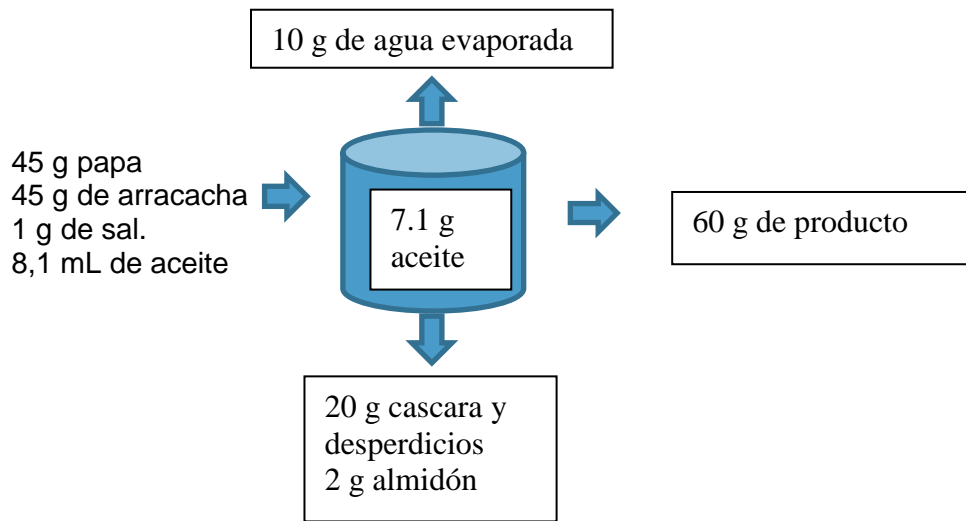 10 g de agua evaporada
45 g papa
45 g de arracacha
1 g de sal.
8,1 mL de aceite
7.1 g
aceite
60 g de producto
20 g cascara y
desperdicios
2 g almidón